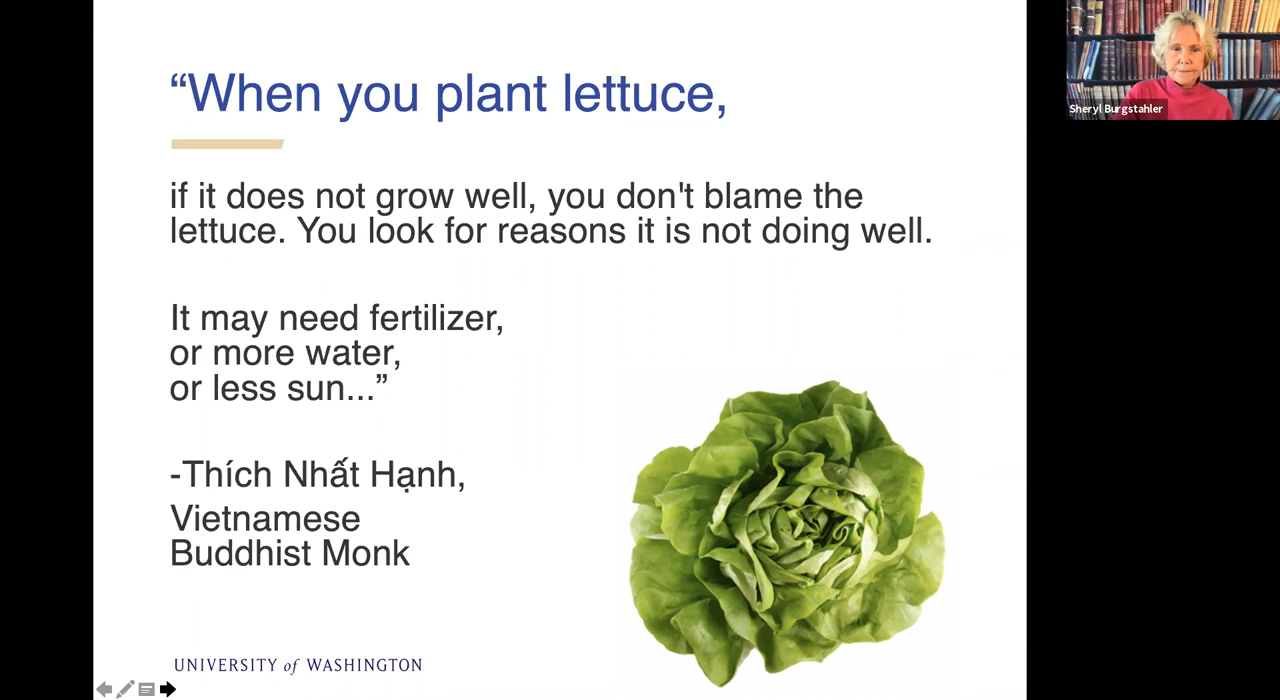 “When you plant lettuce,
if it does not grow well, you don't blame the
lettuce. You look for reasons it is not doing well.
It may need fertilizer,
or more water,
or less sun...”
-Thích Nhất Hạnh,
Vietnamese
Buddhist Monk
UNIVERSITY of WASHINGTON
Sheryl Burgstahler